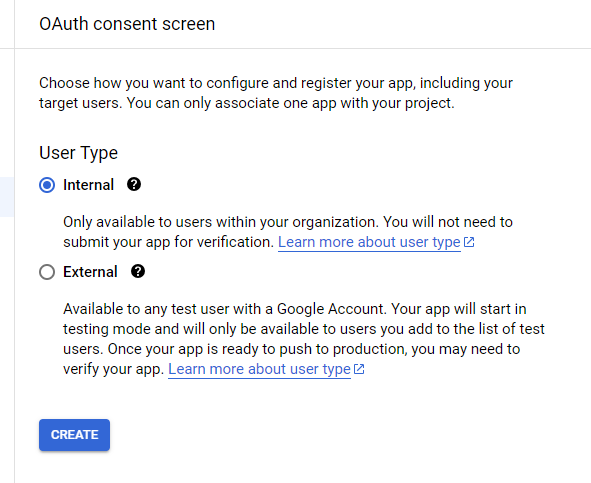 OAuth consent screen
Choose how you want to configure and register your app, including your
target users. You can only associate one app with your project.
User Type
Internal
Only available to users within your organization. You will not need to
submit your app for verification. Learn more about user type
External
Available to any test user with a Google Account. Your app will start in
testing mode and will only be available to users you add to the list of test
users. Once your app is ready to push to production, you may need to
verify your app. Learn more about user type
CREATE